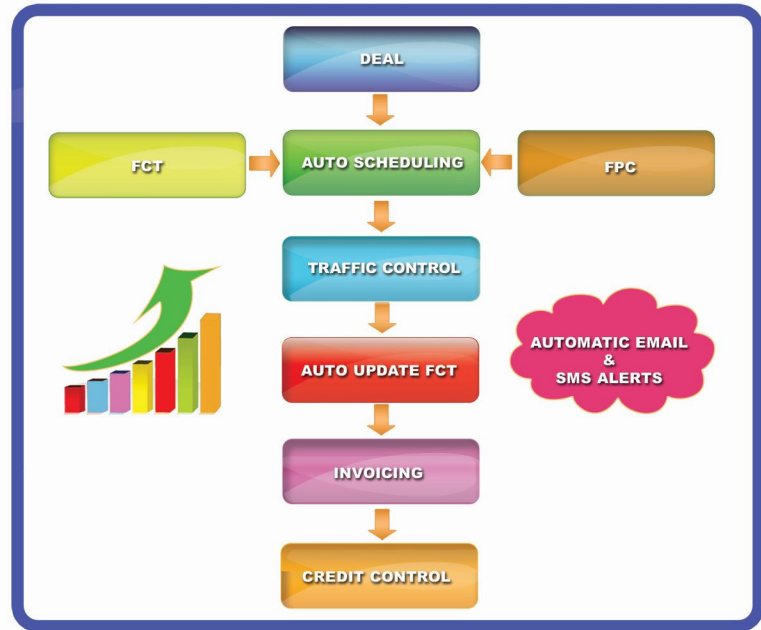 DEAL
FCT
AUTO SCHEDULING
FPC
TRAFFIC CONTROL
AUTO UPDATE FCT
AUTOMATIC EMAIL
&
SMS ALERTS
INVOICING
CREDIT CONTROL